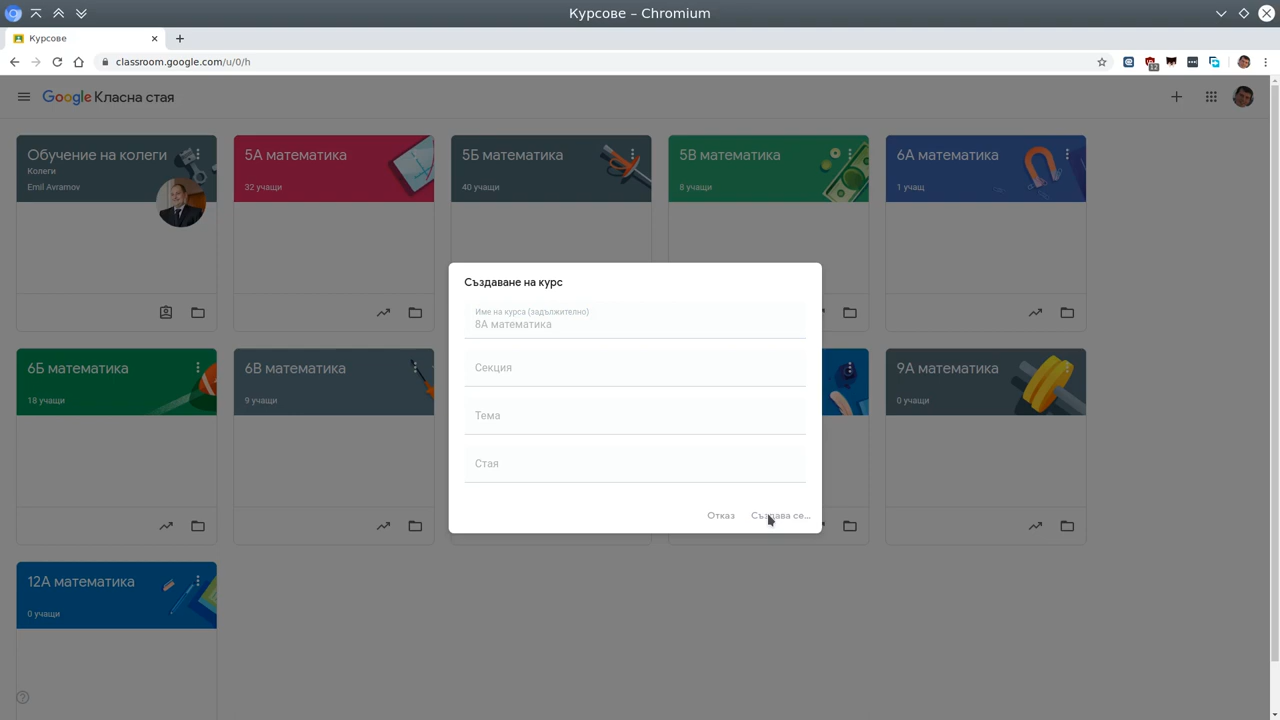 Курсове – Chromium
Курсове
classroom.google.com/u/0/h
12
Google Класна стая
Обучение на колеги
Колеги
Emil Avramov
5А математика
32 учащи
5Б математика
40 учащи
5В математика
8 учащи
6А математика
1 учащ
Създаване на курс
Име на курса (задължително)
8А математика
Секция
Тема
Стая
Отказ
Създава се...
6Б математика
18 учащи
6В математика
9 учащи
9А математика
0 учащи
12А математика
0 учащи